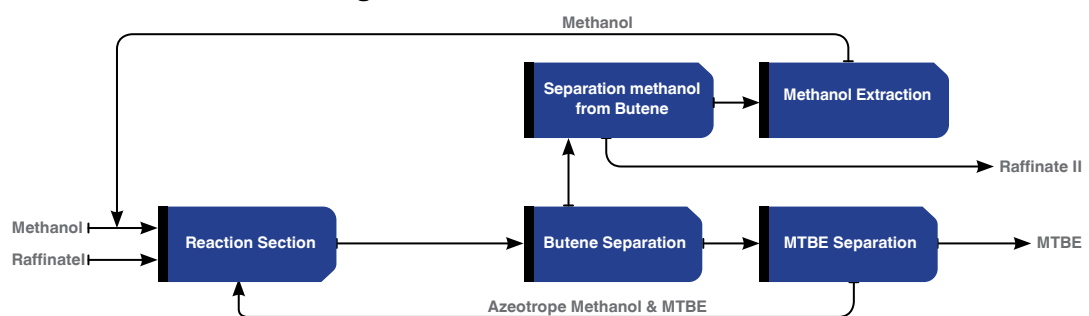 Methanol
Separation methanol
from Butene
Methanol Extraction
Raffinate II
Methanol
RaffinateI
Reaction Section
Butene Separation
MTBE Separation
MTBE
Azeotrope Methanol & MTBE